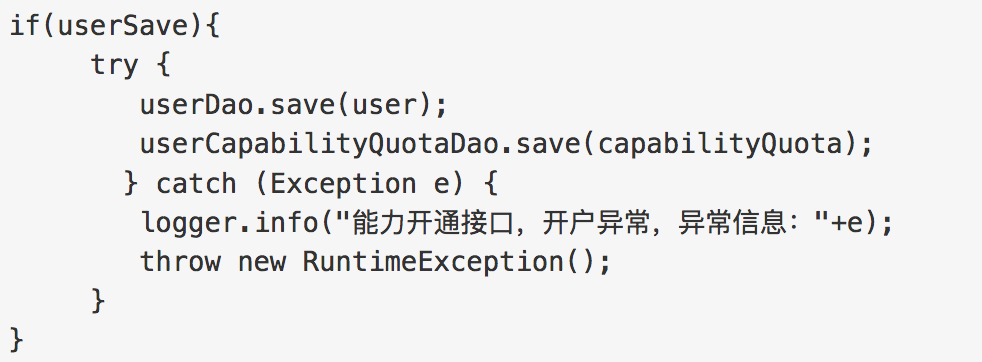 if(userSave){
     try {
        userDao.save(user);
        userCapabilityQuotaDao.save(capabilityQuota);
       } catch (Exception e) {
        logger.info("能力开通接口，开户异常，异常信息："+e);
        throw new RuntimeException();
     }
}